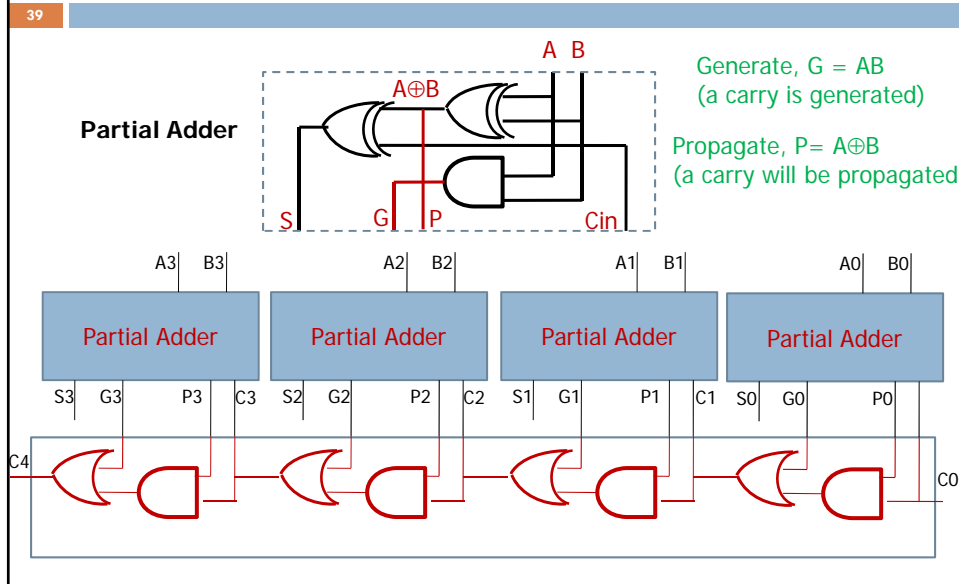 39
A B
A⊕B
Generate, G = AB
(a carry is generated)
Partial Adder
Propagate, P= A⊕B
(a carry will be propagated
S G P Cin
A3 B3 A2 B2 A1 B1 A0 B0
Partial Adder Partial Adder Partial Adder Partial Adder
S3 G3 P3 C3 S2 G2 P2 C2 S1 G1 P1 C1 S0 G0 P0
C4
C0